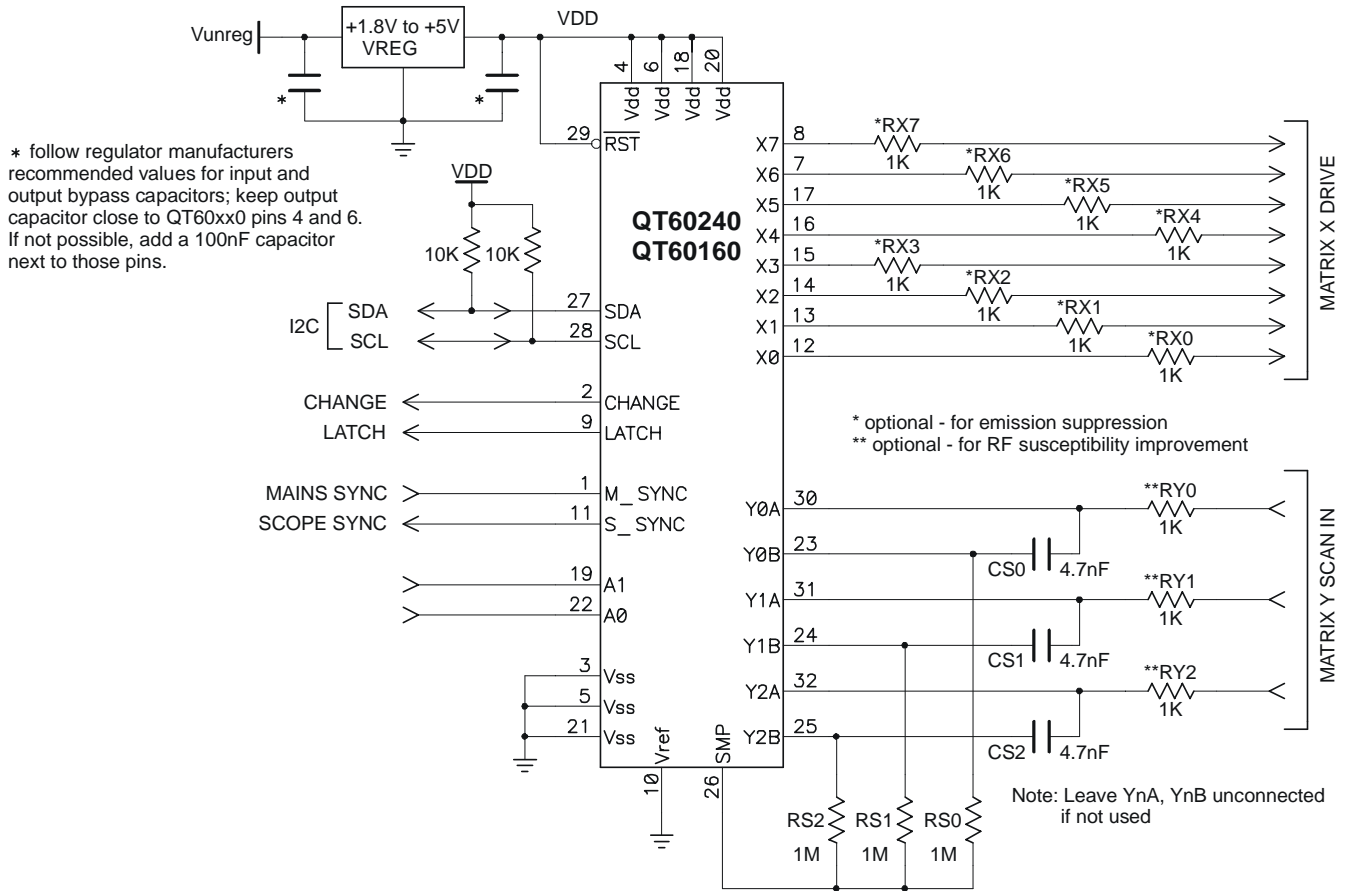 Vunreg
+1.8V to +5V
VREG
VDD
*
*
4
6
18
20
Vdd
Vdd
Vdd
Vdd
* follow regulator manufacturers
recommended values for input and
output bypass capacitors; keep output
capacitor close to QT60xx0 pins 4 and 6.
If not possible, add a 100nF capacitor
next to those pins.
29
RST
VDD
10K
10K
QT60240
QT60160
I2C
SDA
27
SDA
SCL
28
SCL
CHANGE
2
CHANGE
LATCH
9
LATCH
MAINS SYNC
1
M_SYNC
SCOPE SYNC
11
S_SYNC
19
A1
22
A0
3
Vss
5
Vss
21
Vss
Vref
10
SMP
26
X7
8
*RX7
1K
X6
7
*RX6
1K
X5
17
*RX5
1K
X4
16
*RX4
1K
X3
15
*RX3
1K
X2
14
*RX2
1K
X1
13
*RX1
1K
X0
12
*RX0
1K
MATRIX X DRIVE
* optional - for emission suppression
** optional - for RF susceptibility improvement
Y0A
30
**RY0
1K
Y0B
23
CS0
4.7nF
Y1A
31
**RY1
1K
Y1B
24
CS1
4.7nF
Y2A
32
**RY2
1K
Y2B
25
CS2
4.7nF
MATRIX Y SCAN IN
Note: Leave YnA, YnB unconnected
if not used
RS2
1M
RS1
1M
RS0
1M